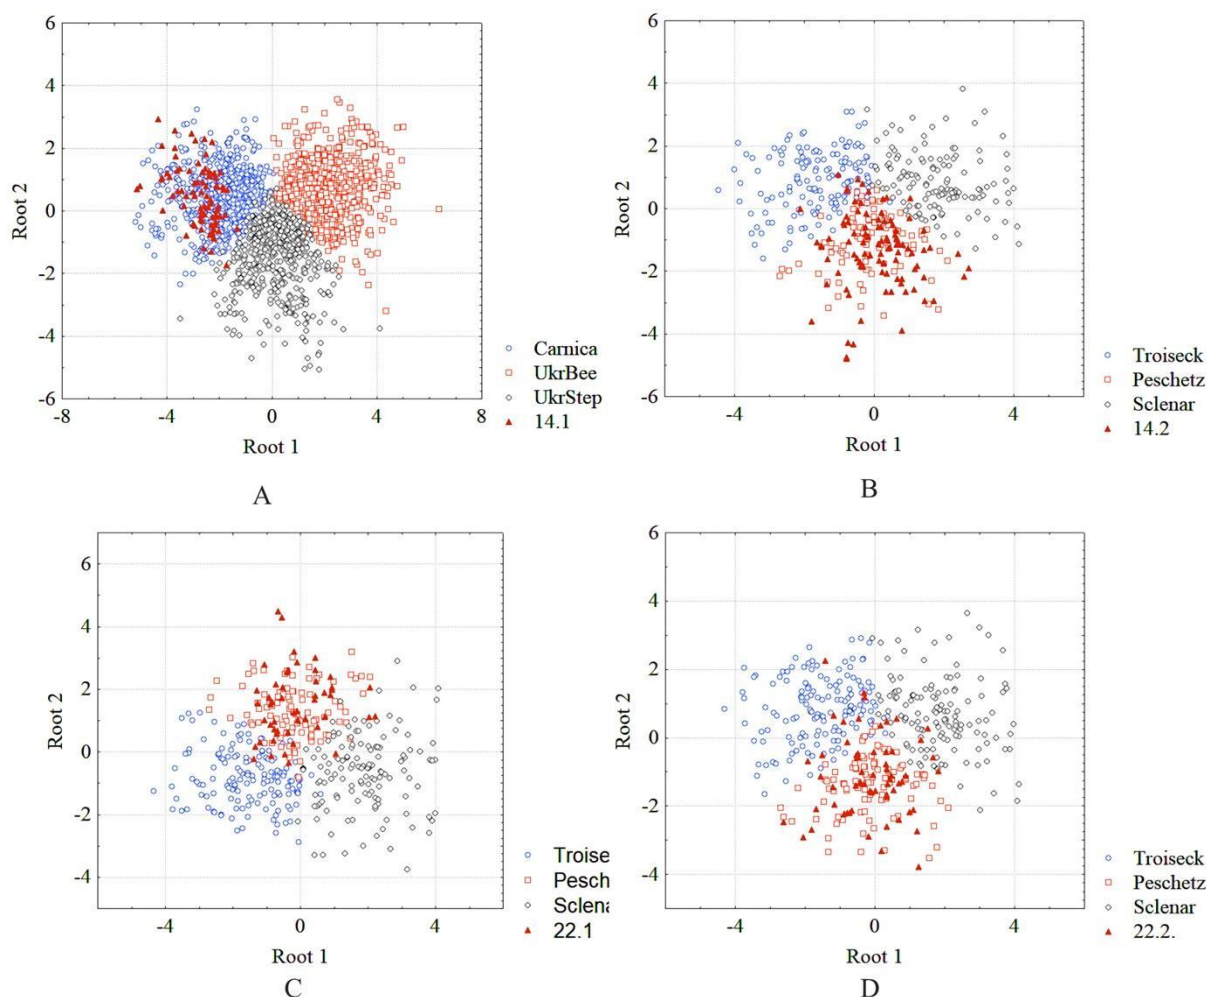 6
4
2
0
-2
-4
-6
Root 2
-8
-4
0
4
8
Root 1
Carnica
UkrBee
UkrStep
14.1
A
6
4
2
0
-2
-4
-6
Root 2
-4
0
4
Root 1
Troiseck
Peschetz
Sclenar
14.2
B
6
4
2
0
-2
-4
Root 2
-4
0
4
Root 1
Troise
Pesch
Sclena
22.1
C
6
4
2
0
-2
-4
Root 2
-4
0
4
Root 1
Troiseck
Peschetz
Sclenar
22.2.
D